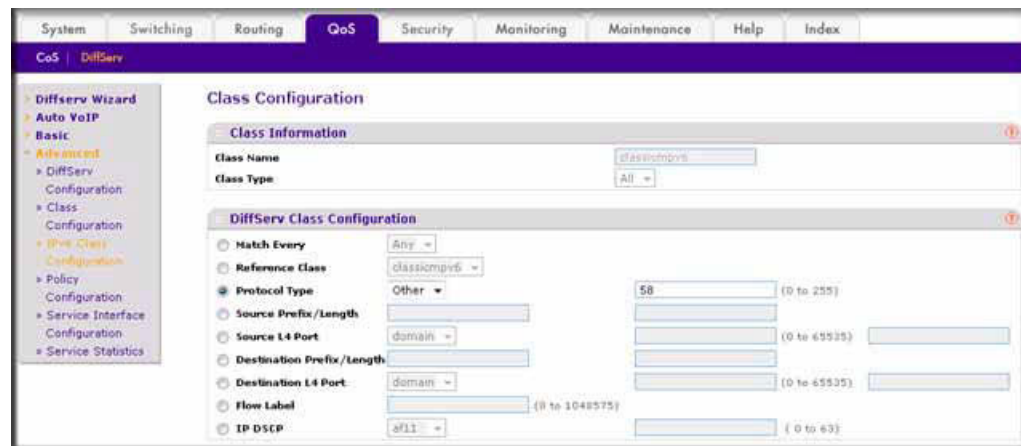 System Switching Routing QoS Security Monitoring Maintenance Help Index
CoS | DiffServ
Diffserv Wizard
Auto VoIP
Basic
Advanced
» DiffServ
Configuration
» Class
Configuration
» IPv6 Class
Configuration
» Policy
Configuration
» Service Interface
Configuration
» Service Statistics
Class Configuration
Class Information
Class Name classicmpv6
Class Type All
DiffServ Class Configuration
Match Every Any
Reference Class classicmpv6
Protocol Type Other 58 (0 to 255)
Source Prefix/Length
Source L4 Port domain (0 to 65535)
Destination Prefix/Length
Destination L4 Port domain (0 to 65535)
Flow Label (0 to 1048575)
IP DSCP af11 ( 0 to 63)